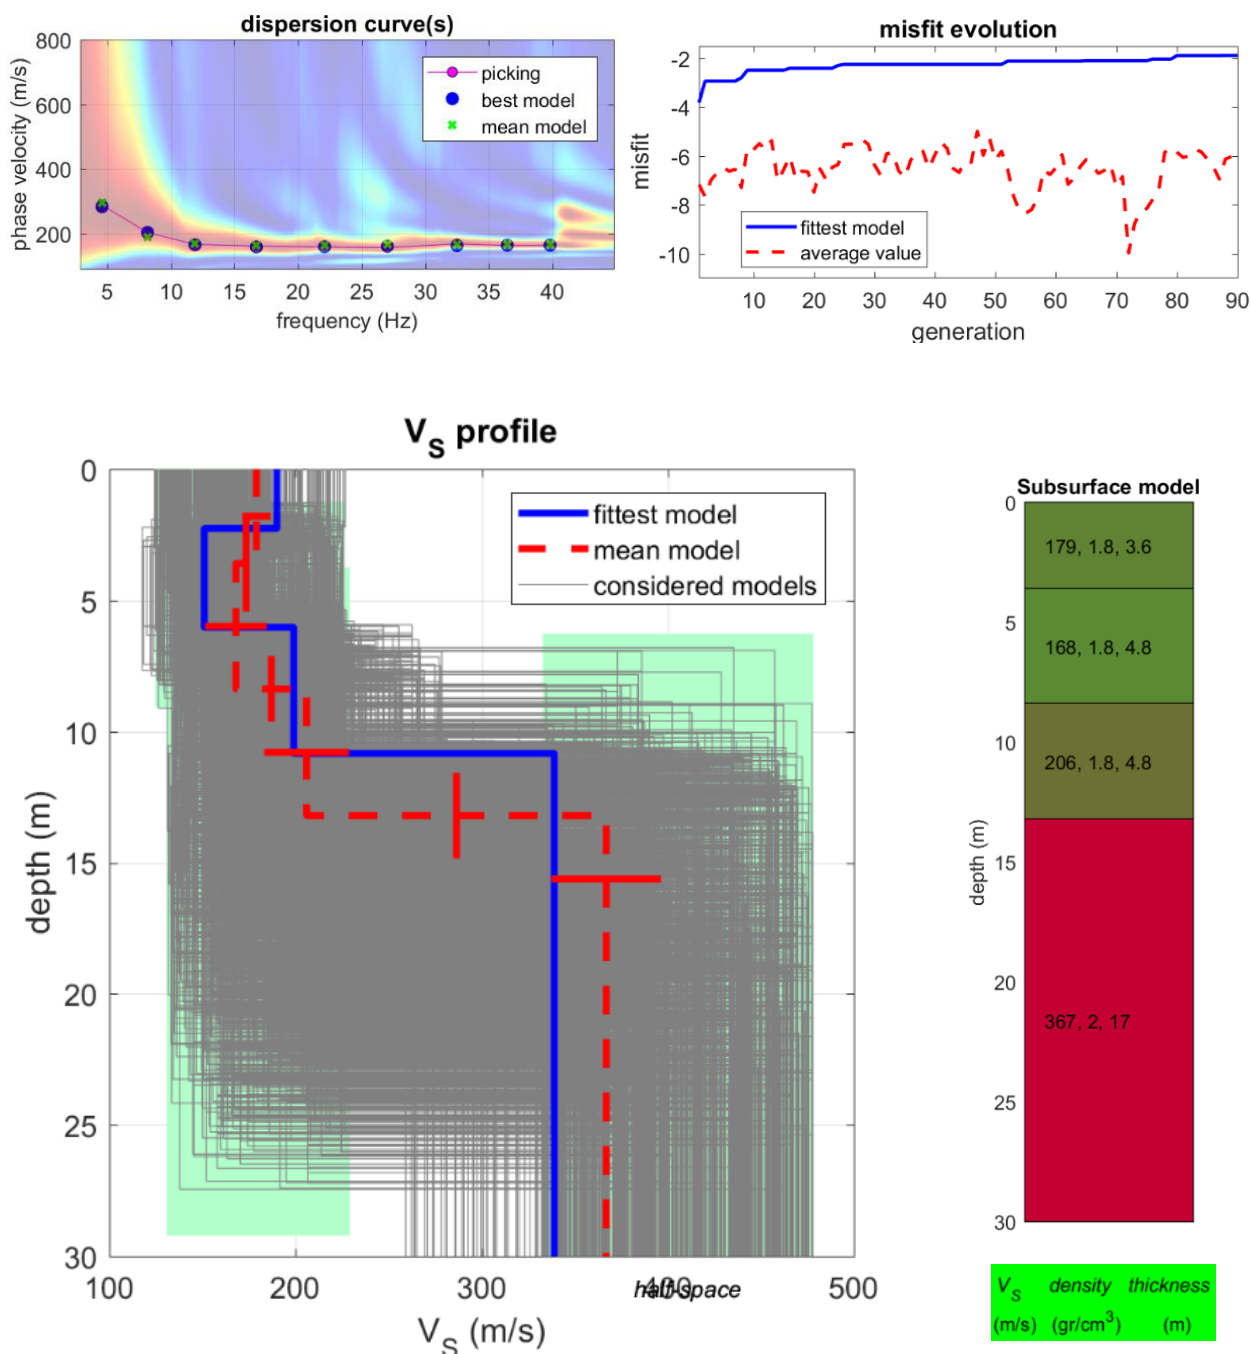 dispersion curve(s)
800
600
400
200
phase velocity (m/s)
picking
best model
mean model
5
10
15
20
25
30
35
40
frequency (Hz)
misfit evolution
-2
-4
-6
-8
-10
misfit
fittest model
average value
10
20
30
40
50
60
70
80
90
generation
V_S profile
0
5
10
15
20
25
30
depth (m)
fittest model
mean model
considered models
100
200
300
400
500
half-space
V_S (m/s)
Subsurface model
0
5
10
15
20
25
30
depth (m)
179, 1.8, 3.6
168, 1.8, 4.8
206, 1.8, 4.8
367, 2, 17
V_S density thickness
(m/s) (gr/cm³) (m)